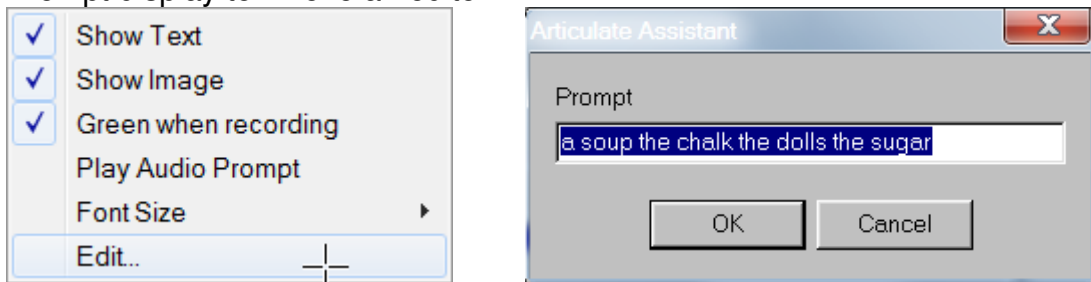 Show Text
Show Image
Green when recording
Play Audio Prompt
Font Size
Edit...
Articulate Assistant
Prompt
a soup the chalk the dolls the sugar
OK Cancel